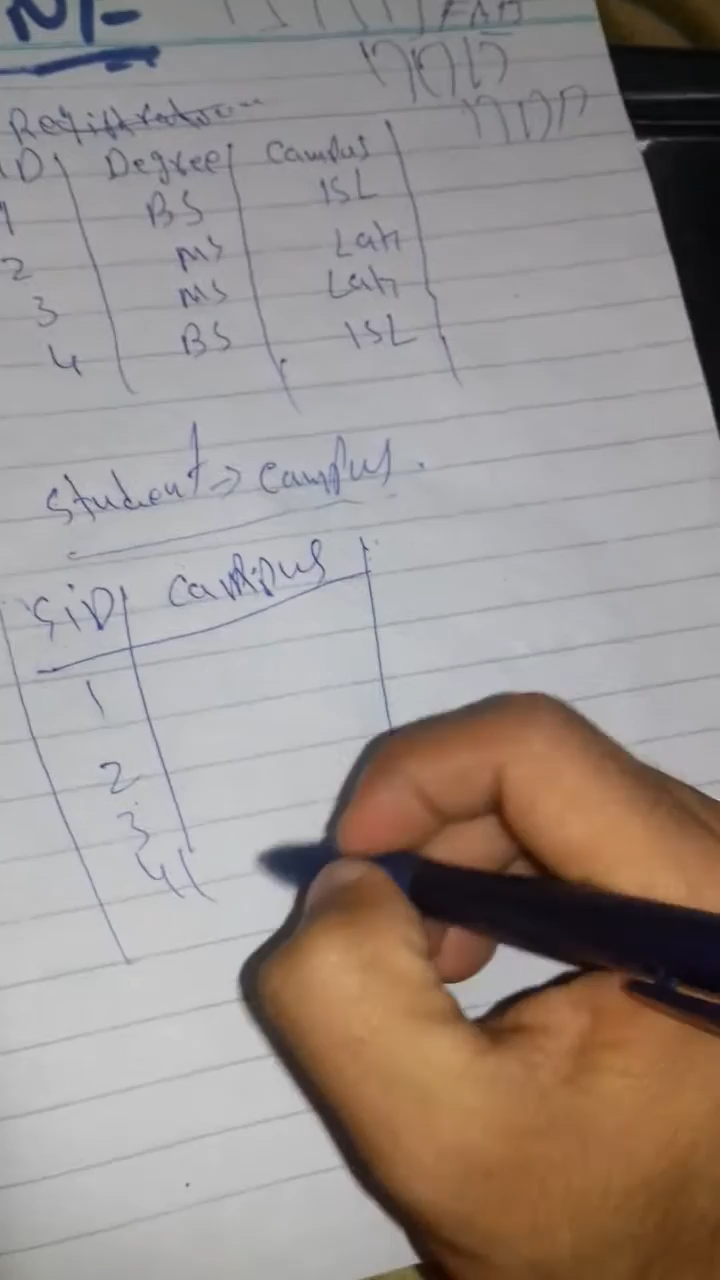 FAB
Registration
ID Degree Campus
1 BS ISL
2 MS Lah
3 MS Lah
4 BS ISL
Student → Campus.
SID Campus
1
2
3
4